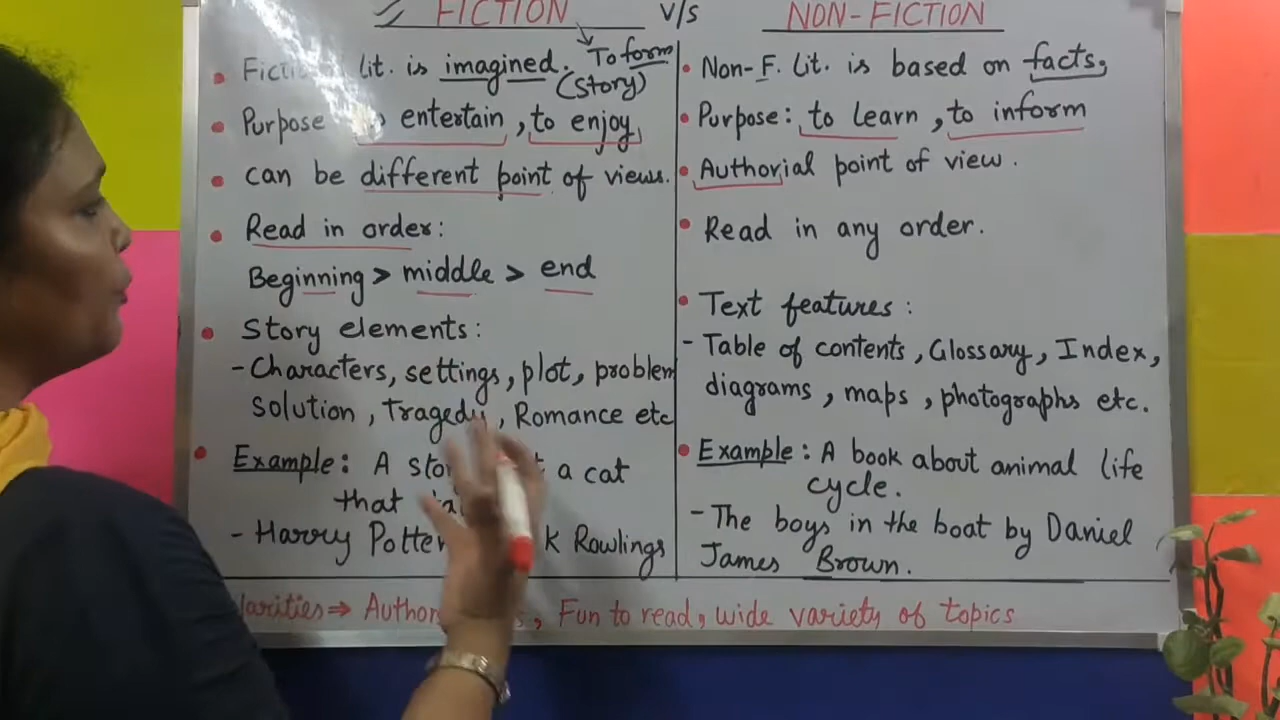 FICTION v/s NON-FICTION
lit. is imagined. To form
(Story)
Purpose entertain, to enjoy
can be different point of views.
Read in order:
Beginning > middle > end
Story elements:
- Characters, settings, plot, problem
solution, Tragedy, Romance etc
Example: A a cat
that
- Harry Potter k Rowlings
Non-F. Lit. is based on facts,
Purpose: to learn, to inform
Authorial point of view.
Read in any order.
Text features:
- Table of contents, Glossary, Index,
diagrams, maps, photographs etc.
Example: A book about animal life
cycle.
- The boys in the boat by Daniel
James Brown.
⇒ , Fun to read, wide variety of topics